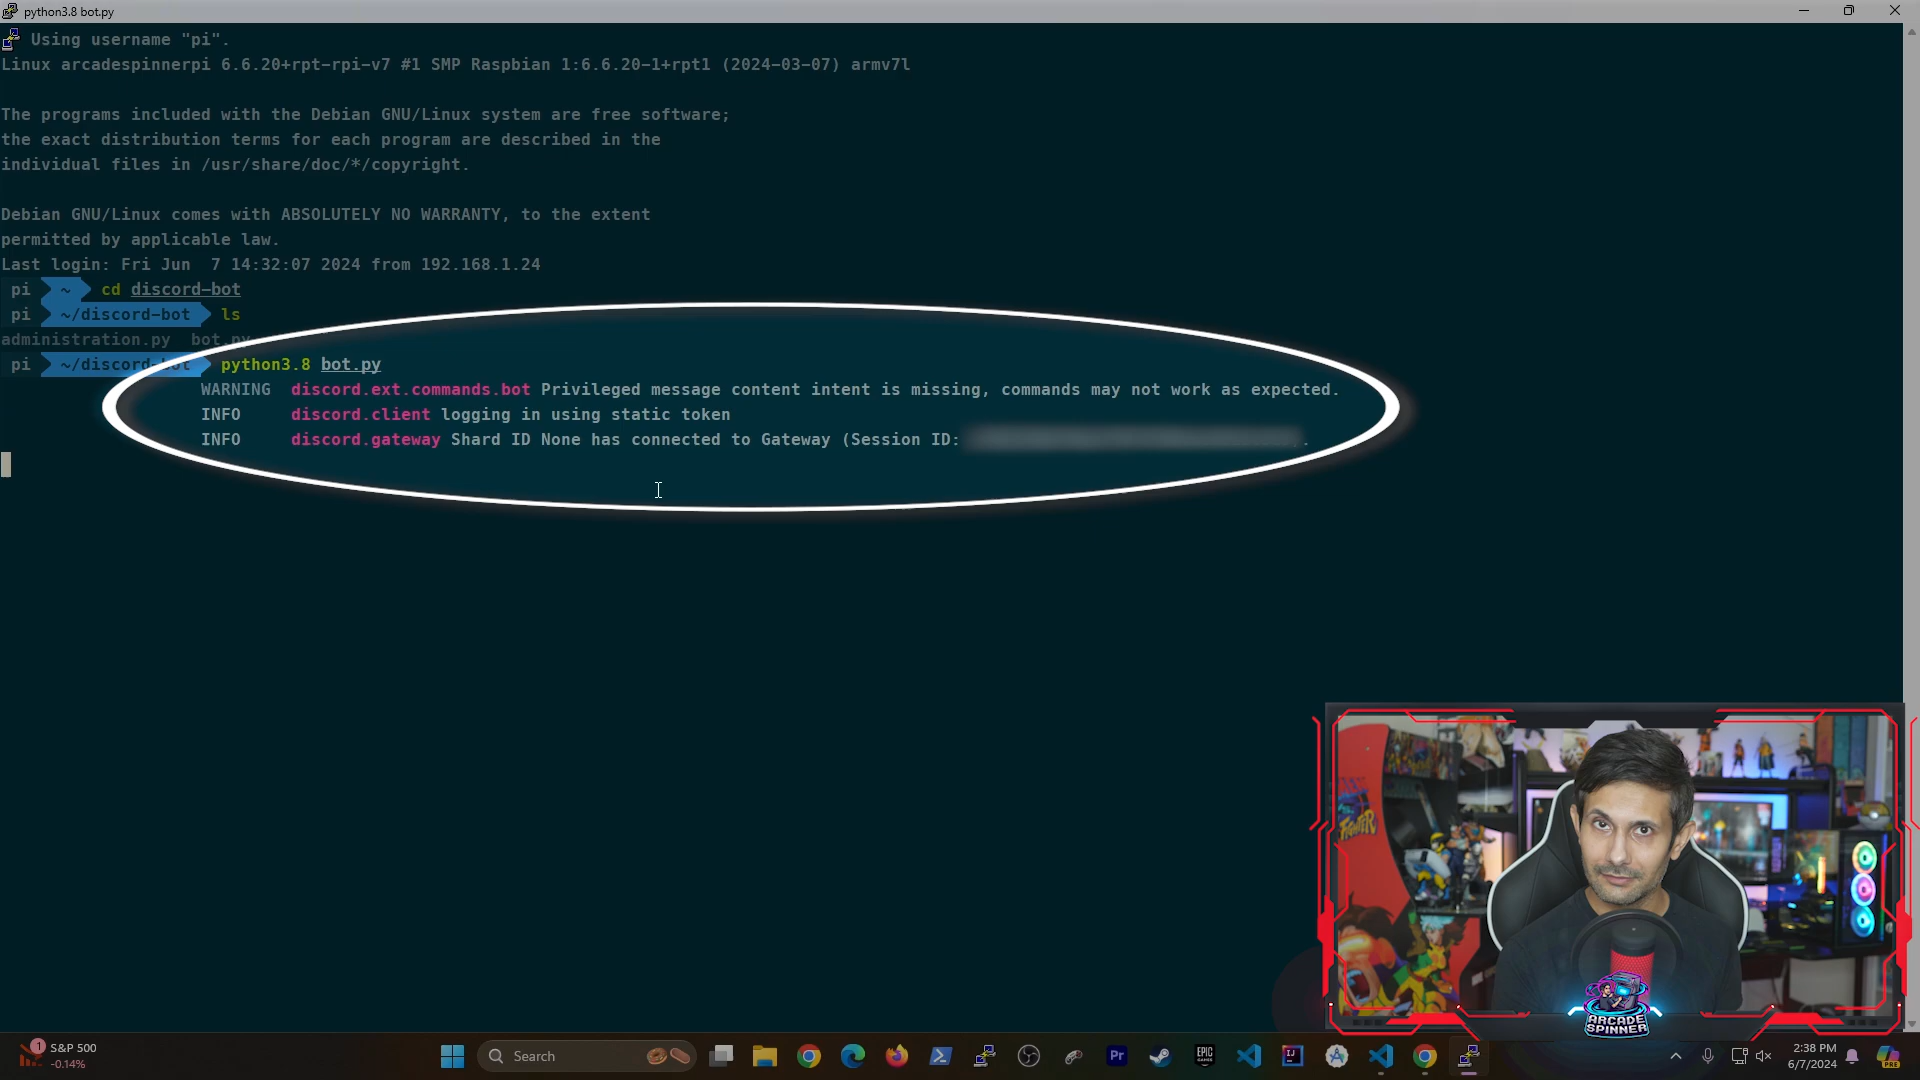 python3.8 bot.py
Using username "pi".
Linux arcadespinnerpi 6.6.20+rpt-rpi-v7 #1 SMP Raspbian 1:6.6.20-1+rpt1 (2024-03-07) armv7l
The programs included with the Debian GNU/Linux system are free software;
the exact distribution terms for each program are described in the
individual files in /usr/share/doc/*/copyright.
Debian GNU/Linux comes with ABSOLUTELY NO WARRANTY, to the extent
permitted by applicable law.
Last login: Fri Jun  7 14:32:07 2024 from 192.168.1.24
pi ~ cd discord-bot
pi ~/discord-bot ls
administration.py  bot.py
pi ~/discord-bot python3.8 bot.py
WARNING  discord.ext.commands.bot Privileged message content intent is missing, commands may not work as expected.
INFO     discord.client logging in using static token
INFO     discord.gateway Shard ID None has connected to Gateway (Session ID:
FIGHTER
ARCADE
SPINNER
1
S&P 500
-0.14%
Search
Pr
EPIC
GAMES
IJ
2:38 PM
6/7/2024
PRE